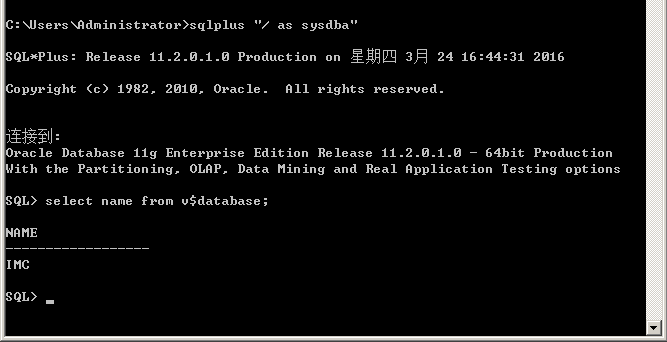 C:\Users\Administrator>sqlplus "/ as sysdba"
SQL*Plus: Release 11.2.0.1.0 Production on 星期四 3月 24 16:44:31 2016
Copyright (c) 1982, 2010, Oracle.  All rights reserved.
连接到:
Oracle Database 11g Enterprise Edition Release 11.2.0.1.0 - 64bit Production
With the Partitioning, OLAP, Data Mining and Real Application Testing options
SQL> select name from v$database;
NAME
------------------
IMC
SQL> _